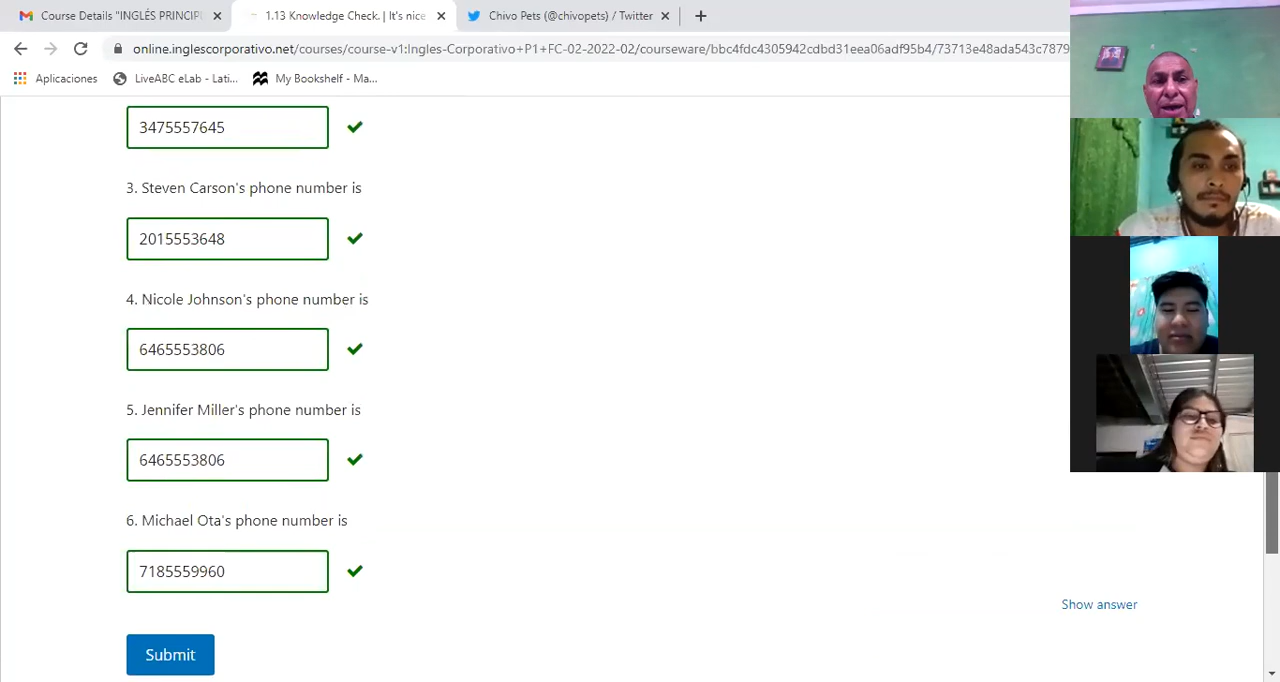 Course Details "INGLÉS PRINCIP
1.13 Knowledge Check. | It's nice
Chivo Pets (@chivopets) / Twitter
online.inglescorporativo.net/courses/course-v1:Ingles-Corporativo+P1+FC-02-2022-02/courseware/bbc4fdc4305942cdbd31eea06adf95b4/73713e48ada543c7879
Aplicaciones
LiveABC eLab - Lati...
My Bookshelf - Ma...
3475557645
3. Steven Carson's phone number is
2015553648
4. Nicole Johnson's phone number is
6465553806
5. Jennifer Miller's phone number is
6465553806
6. Michael Ota's phone number is
7185559960
Show answer
Submit